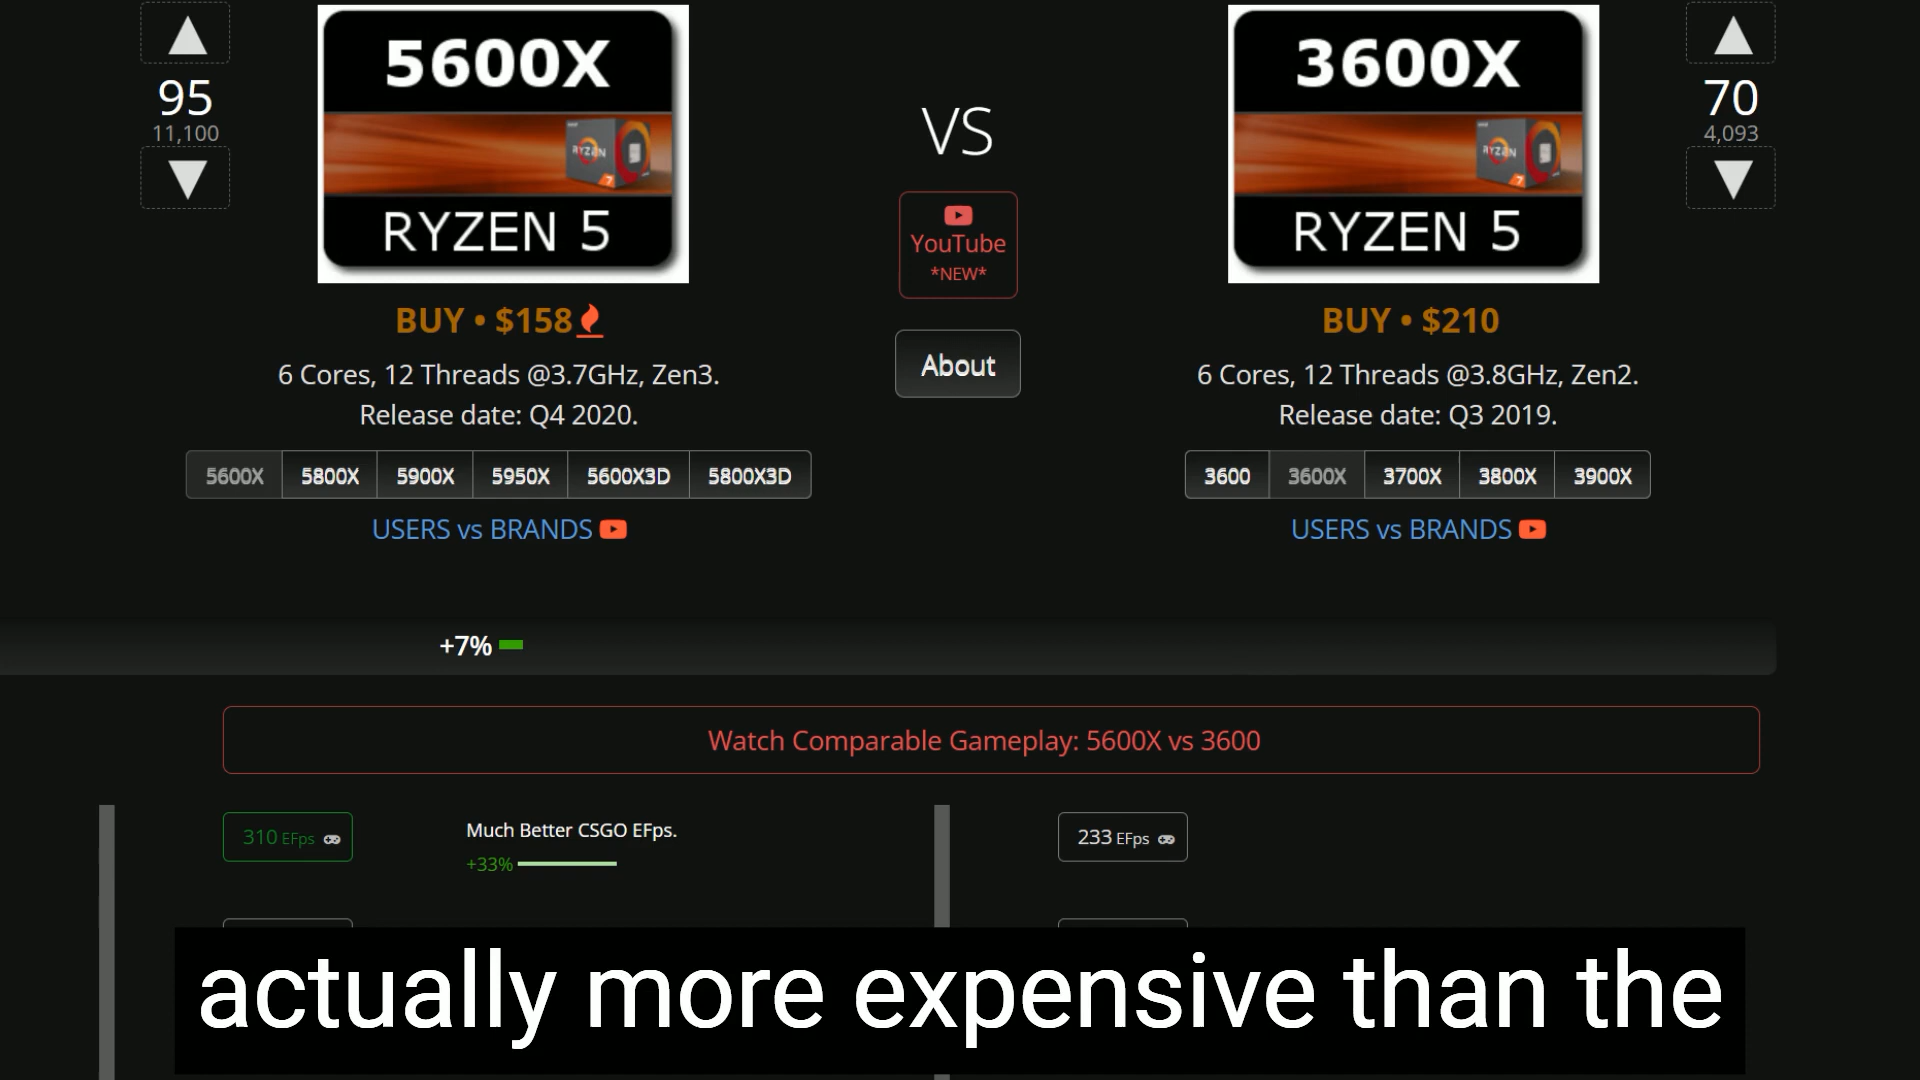 95
11,100
5600X
RYZEN
RYZEN 5
VS
YouTube
*NEW*
About
3600X
RYZEN
RYZEN 5
70
4,093
BUY • $158
6 Cores, 12 Threads @3.7GHz, Zen3.
Release date: Q4 2020.
5600X 5800X 5900X 5950X 5600X3D 5800X3D
USERS vs BRANDS
BUY • $210
6 Cores, 12 Threads @3.8GHz, Zen2.
Release date: Q3 2019.
3600 3600X 3700X 3800X 3900X
USERS vs BRANDS
+7%
Watch Comparable Gameplay: 5600X vs 3600
310 EFps
Much Better CSGO EFps.
+33%
233 EFps
actually more expensive than the